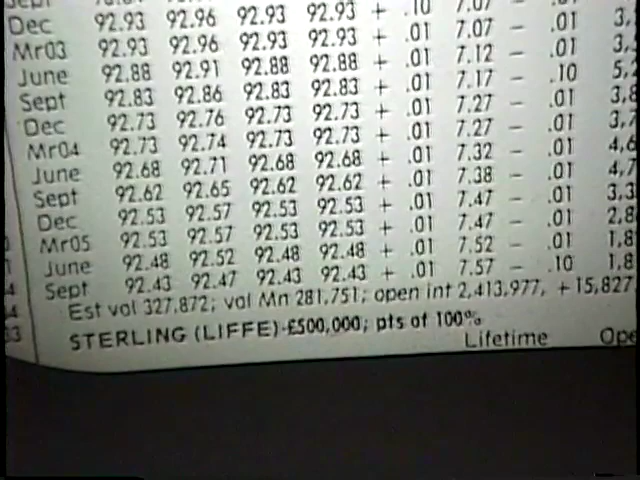 Sept
Dec 92.93 92.96 92.93 92.93 + .10 7.07
Mr03 92.93 92.96 92.93 92.93 + .01 7.07 – .01 3,
June 92.88 92.91 92.88 92.88 + .01 7.12 – .01 3,
Sept 92.83 92.86 92.83 92.83 + .01 7.17 – .10 5,
Dec 92.73 92.76 92.73 92.73 + .01 7.27 – .01 3,8
Mr04 92.73 92.74 92.73 92.73 + .01 7.27 – .01 3,7
June 92.68 92.71 92.68 92.68 + .01 7.32 – .01 4,6
Sept 92.62 92.65 92.62 92.62 + .01 7.38 – .01 4,7
Dec 92.53 92.57 92.53 92.53 + .01 7.47 – .01 3,3
Mr05 92.53 92.57 92.53 92.53 + .01 7.47 – .01 2,8
June 92.48 92.52 92.48 92.48 + .01 7.52 – .01 1,8
Sept 92.43 92.47 92.43 92.43 + .01 7.57 – .10 1,8
Est vol 327,872; vol Mn 281,751; open int 2,413,977, +15,827
STERLING (LIFFE)-£500,000; pts of 100%
Lifetime Ope